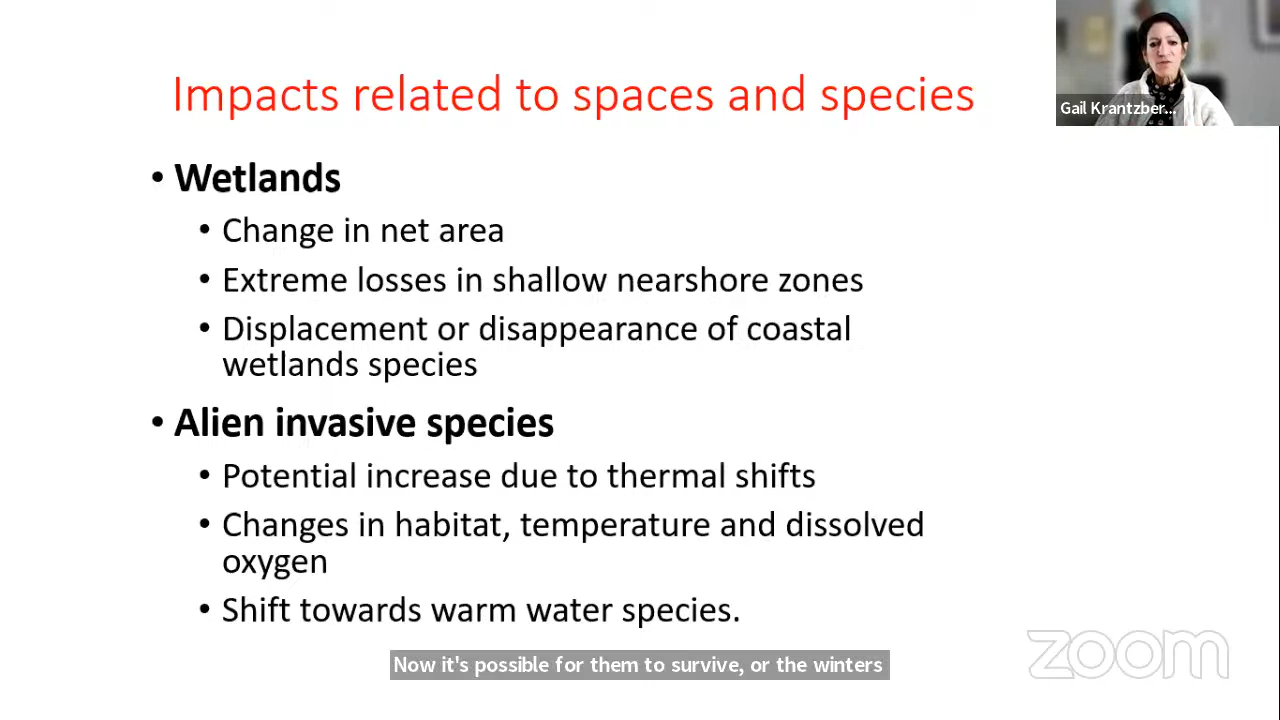 Impacts related to spaces and species
Gail Krantzber...
• Wetlands
• Change in net area
• Extreme losses in shallow nearshore zones
• Displacement or disappearance of coastal
wetlands species
• Alien invasive species
• Potential increase due to thermal shifts
• Changes in habitat, temperature and dissolved
oxygen
• Shift towards warm water species.
Now it's possible for them to survive, or the winters
zoom